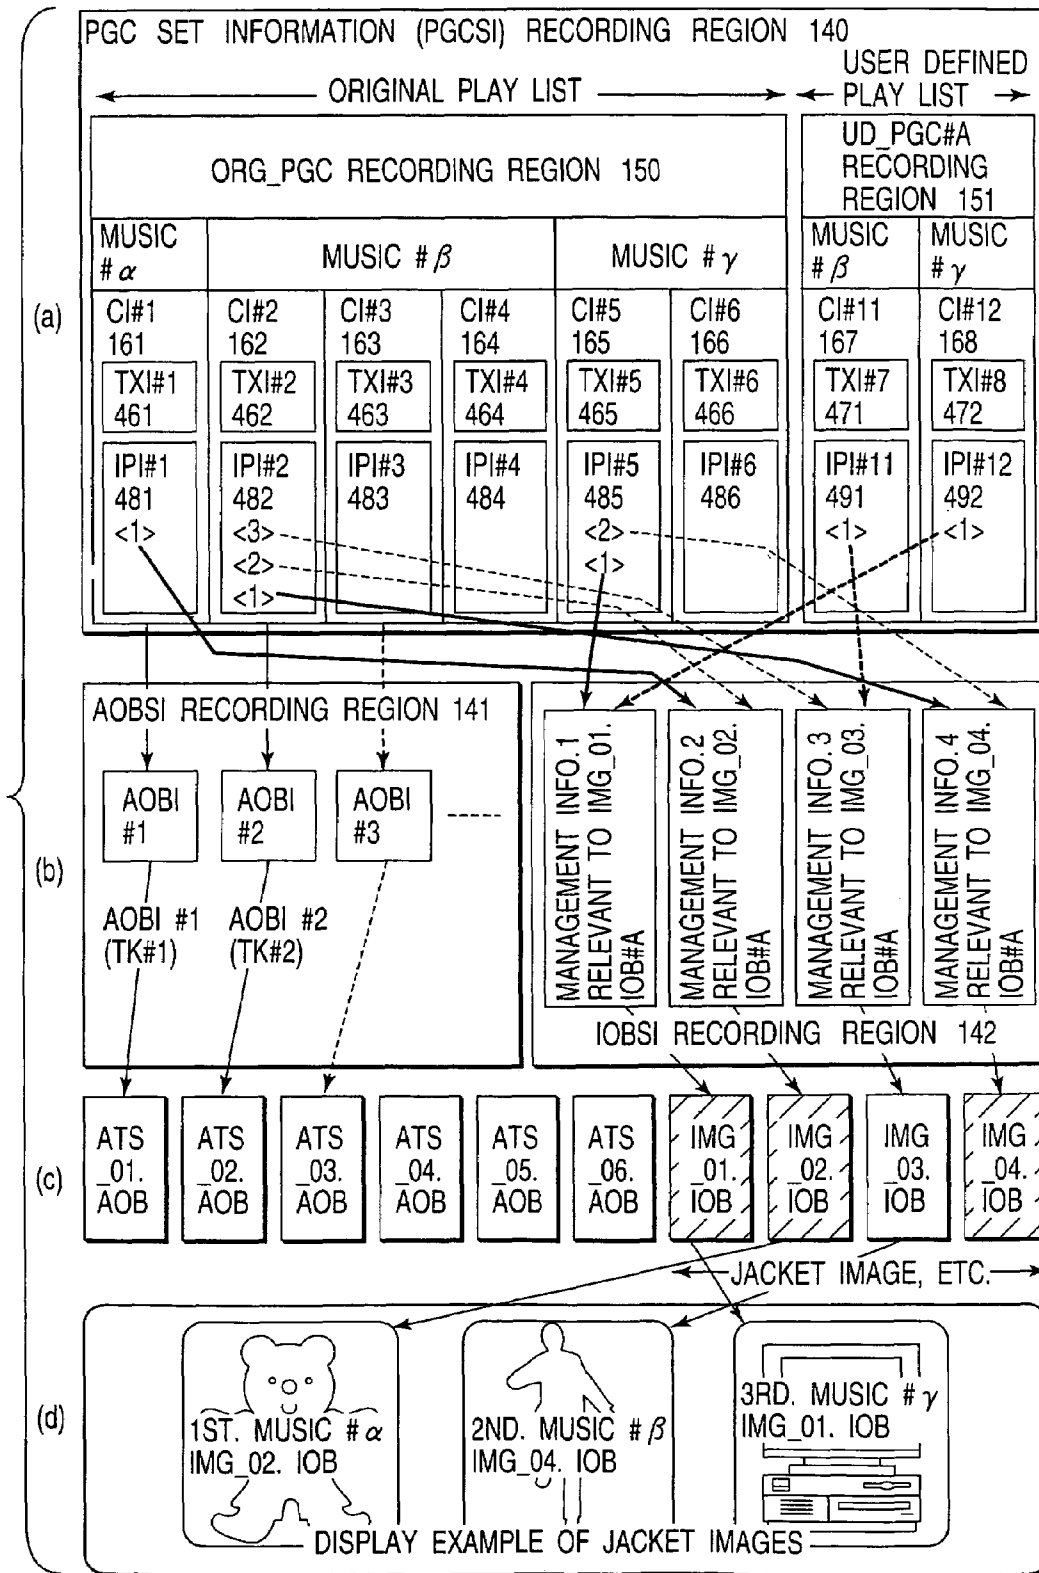 PGC SET INFORMATION (PGCSI) RECORDING REGION 140
ORIGINAL PLAY LIST
USER DEFINED
PLAY LIST
ORG_PGC RECORDING REGION 150
UD_PGC#A
RECORDING
REGION 151
MUSIC
# α
MUSIC # β
MUSIC # γ
MUSIC
# β
MUSIC
# γ
(a)
CI#1
161
CI#2
162
CI#3
163
CI#4
164
CI#5
165
CI#6
166
CI#11
167
CI#12
168
TXI#1
461
TXI#2
462
TXI#3
463
TXI#4
464
TXI#5
465
TXI#6
466
TXI#7
471
TXI#8
472
IPI#1
481
<1>
IPI#2
482
<3>
<2>
<1>
IPI#3
483
IPI#4
484
IPI#5
485
<2>
<1>
IPI#6
486
IPI#11
491
<1>
IPI#12
492
<1>
(b)
AOBSI RECORDING REGION 141
AOBI
#1
AOBI
#2
AOBI
#3
AOBI #1
(TK#1)
AOBI #2
(TK#2)
MANAGEMENT INFO.1
RELEVANT TO IMG_01.
IOB#A
MANAGEMENT INFO.2
RELEVANT TO IMG_02.
IOB#A
MANAGEMENT INFO.3
RELEVANT TO IMG_03.
IOB#A
MANAGEMENT INFO.4
RELEVANT TO IMG_04.
IOB#A
IOBSI RECORDING REGION 142
(c)
ATS
_01.
AOB
ATS
_02.
AOB
ATS
_03.
AOB
ATS
_04.
AOB
ATS
_05.
AOB
ATS
_06.
AOB
IMG
_01.
IOB
IMG
_02.
IOB
IMG
_03.
IOB
IMG
_04.
IOB
JACKET IMAGE, ETC.
(d)
1ST. MUSIC # α
IMG_02. IOB
2ND. MUSIC # β
IMG_04. IOB
3RD. MUSIC # γ
IMG_01. IOB
DISPLAY EXAMPLE OF JACKET IMAGES